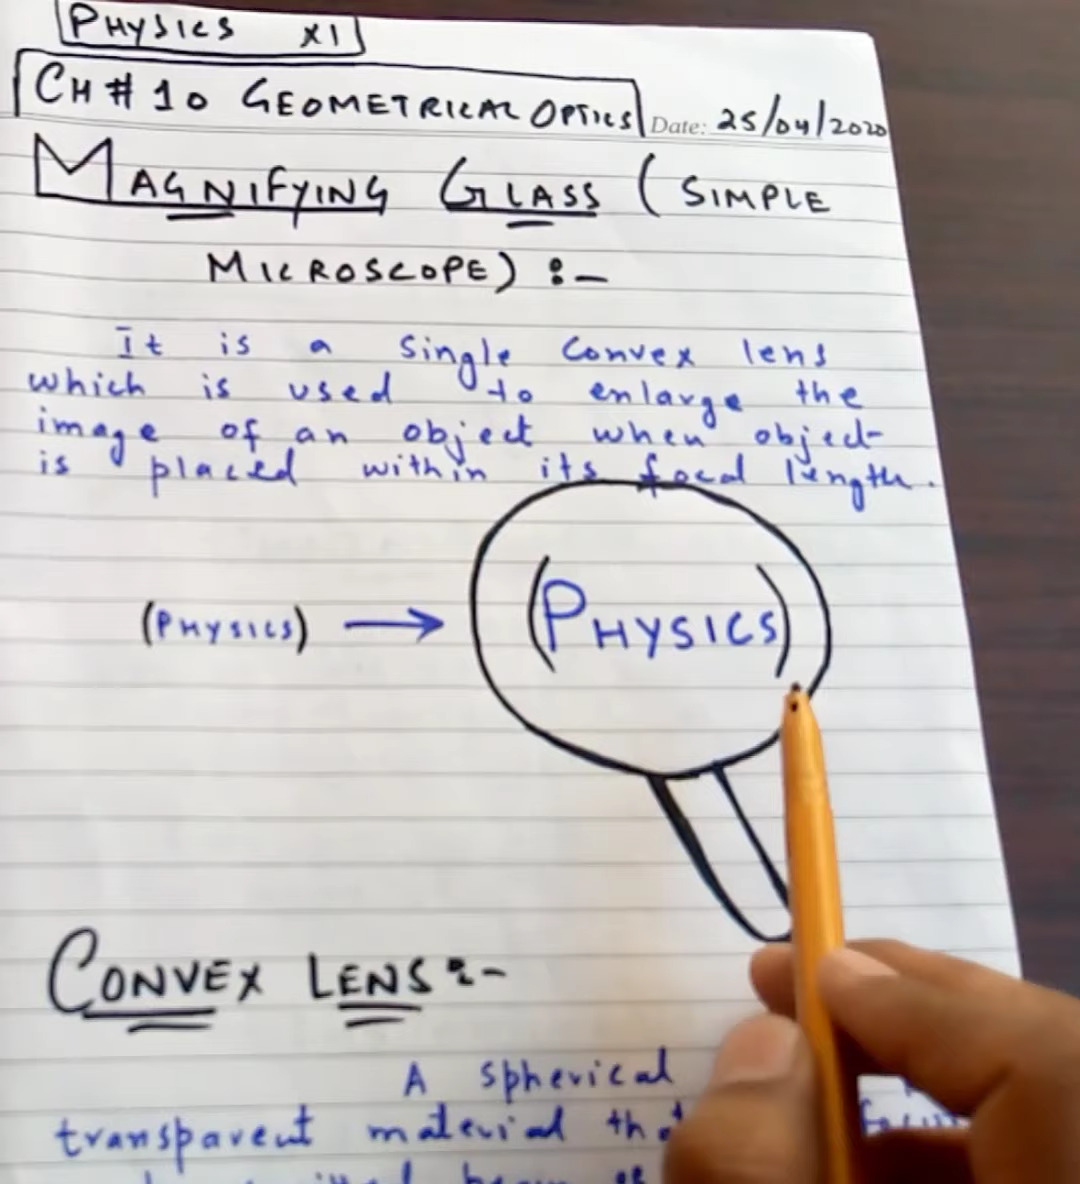 PHYSICS XI
CH # 10 GEOMETRICAL OPTICS Date: 25/04/2020
MAGNIFYING GLASS (SIMPLE
MICROSCOPE) :-
It is a single convex lens
which is used to enlarge the
image of an object when object
is placed within its focal length.
(PHYSICS) → (PHYSICS)
CONVEX LENS :-
A spherical
transparent material that